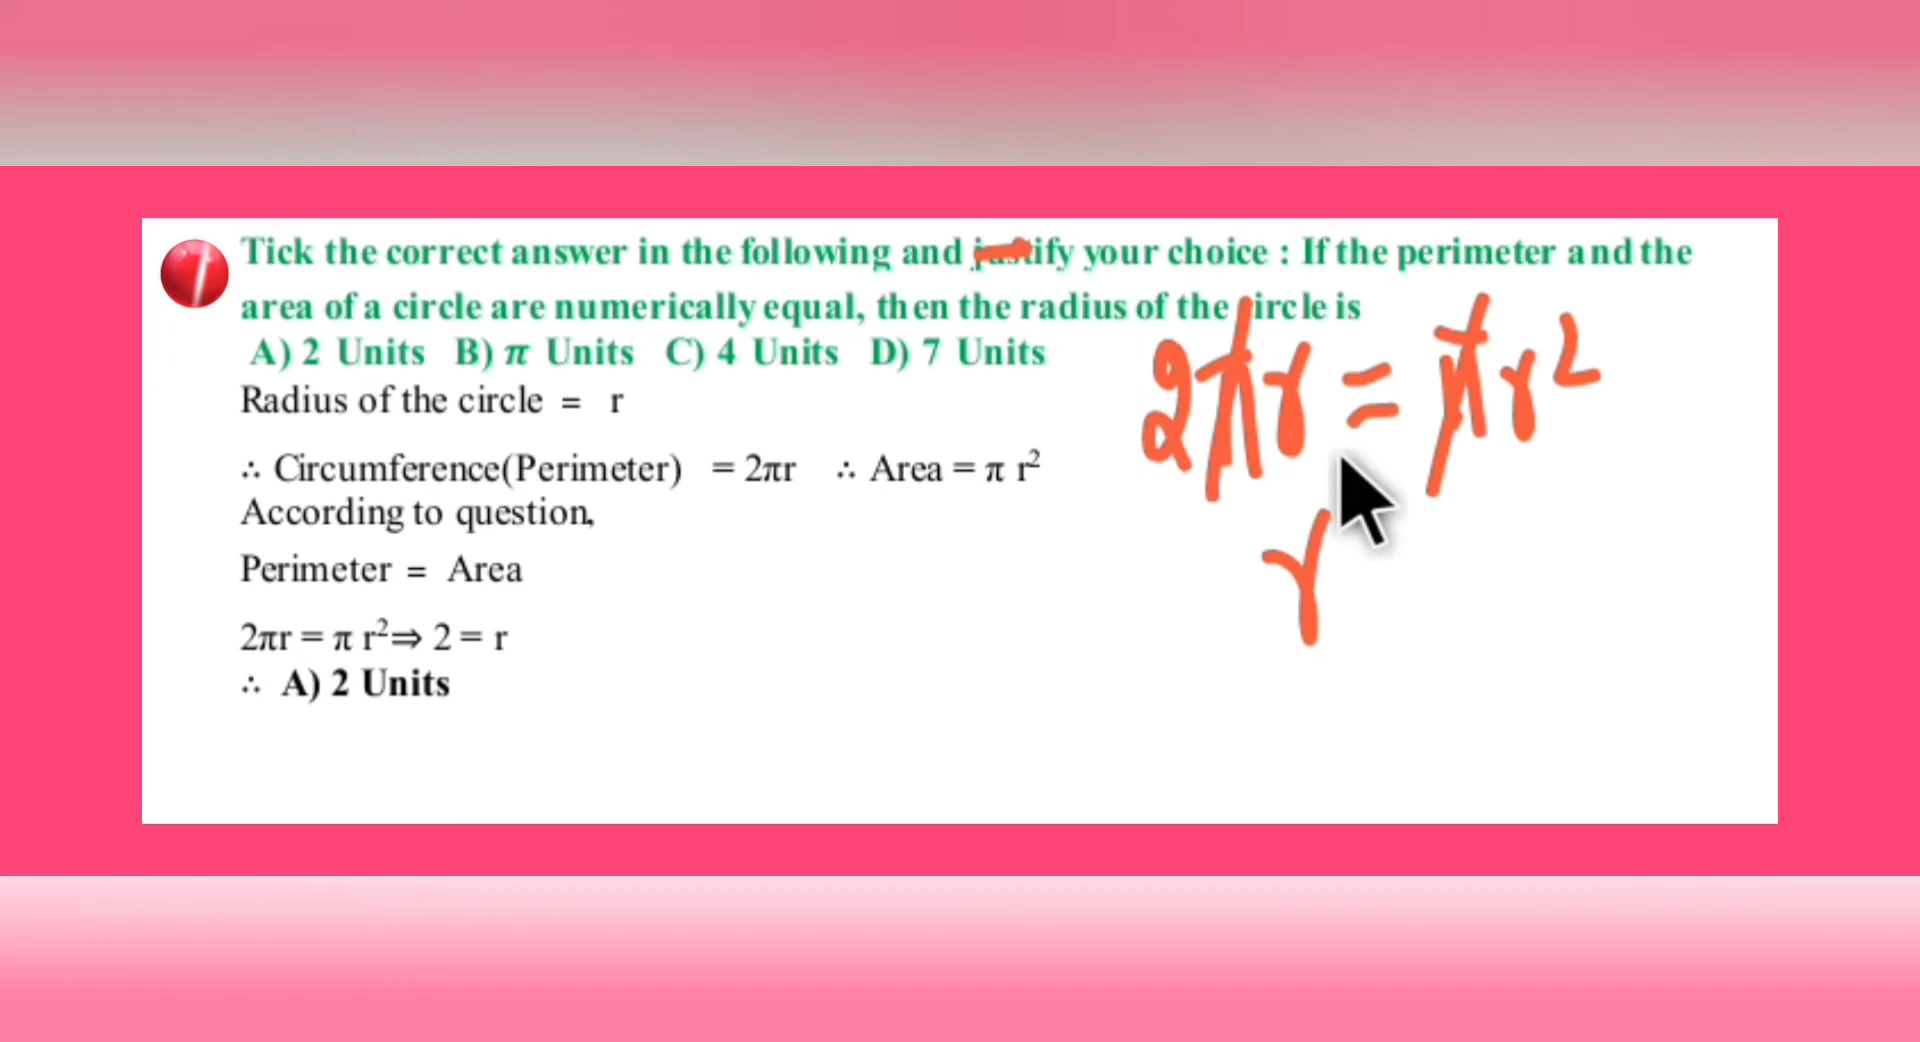 Tick the correct answer in the following and justify your choice : If the perimeter and the
area of a circle are numerically equal, then the radius of the circle is
A) 2 Units B) π Units C) 4 Units D) 7 Units
Radius of the circle = r
∴ Circumference(Perimeter) = 2πr ∴ Area = π r²
According to question,
Perimeter = Area
2πr = π r² ⇒ 2 = r
∴ A) 2 Units
2πr = πr²
r